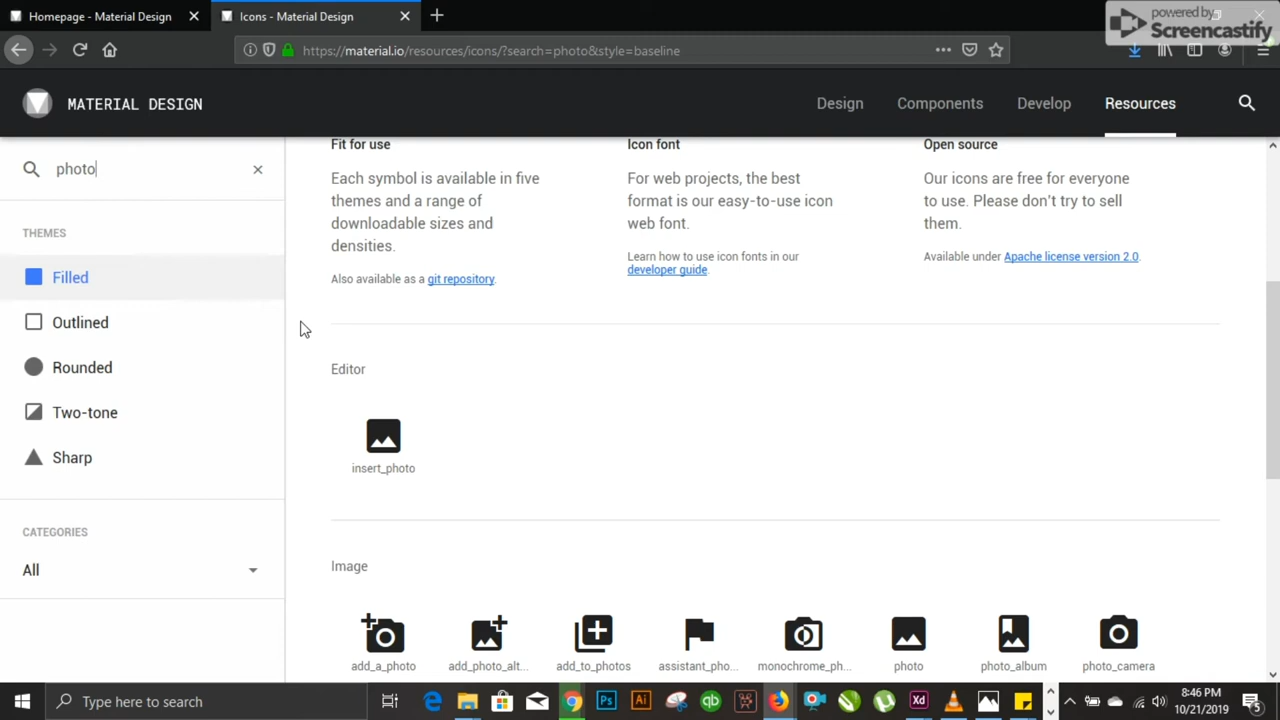 Homepage - Material Design
Icons - Material Design
powered by
Screencastify
https://material.io/resources/icons/?search=photo&style=baseline
MATERIAL DESIGN
Design
Components
Develop
Resources
photo
THEMES
Filled
Outlined
Rounded
Two-tone
Sharp
CATEGORIES
All
Fit for use
Each symbol is available in five
themes and a range of
downloadable sizes and
densities.
Also available as a git repository.
Icon font
For web projects, the best
format is our easy-to-use icon
web font.
Learn how to use icon fonts in our
developer guide.
Open source
Our icons are free for everyone
to use. Please don't try to sell
them.
Available under Apache license version 2.0.
Editor
insert_photo
Image
add_a_photo
add_photo_alt...
add_to_photos
assistant_pho...
monochrome_ph...
photo
photo_album
photo_camera
Type here to search
Ps
Ai
qb
Xd
8:46 PM
10/21/2019
5